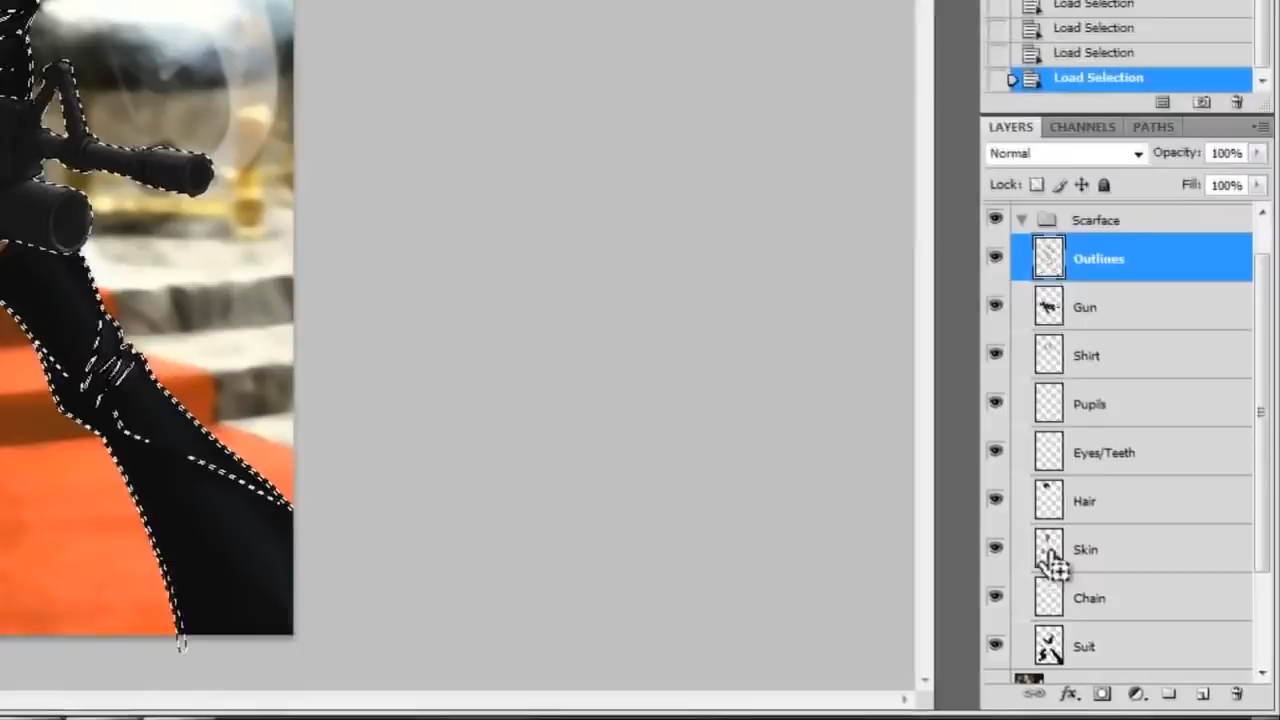 Load Selection
Load Selection
Load Selection
Load Selection
LAYERS CHANNELS PATHS
Normal Opacity: 100%
Lock: Fill: 100%
Scarface
Outlines
Gun
Shirt
Pupils
Eyes/Teeth
Hair
Skin
Chain
Suit
fx.